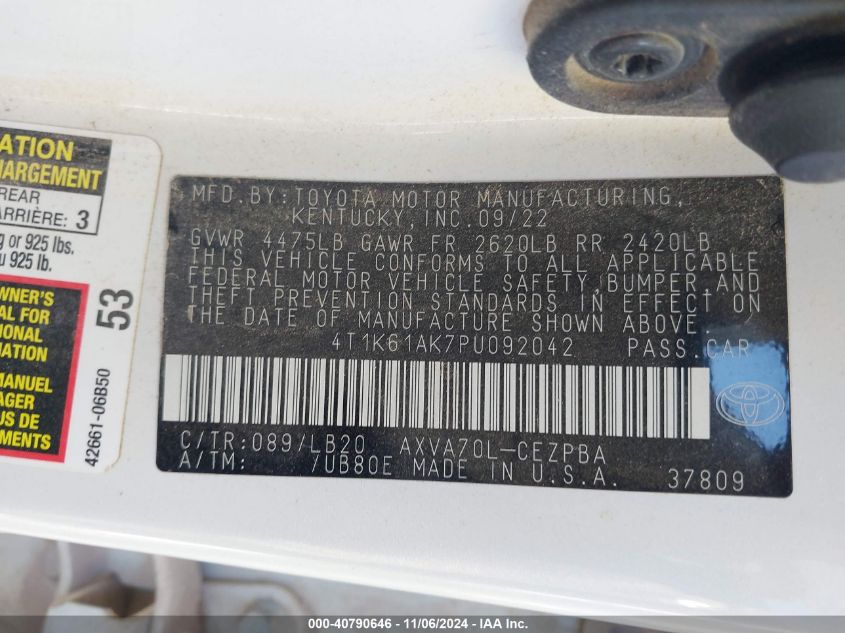 ATION
HARGEMENT
REAR
ARRIÈRE: 3
g or 925 lbs.
u 925 lb.
WNER'S
AL FOR
IONAL
ATION
MANUEL
AGER
US DE
MENTS
53
42661-06B50
MFD.BY:TOYOTA MOTOR MANUFACTURING,
KENTUCKY,INC.09/22
GVWR 4475LB GAWR FR 2620LB RR 2420LB
THIS VEHICLE CONFORMS TO ALL APPLICABLE
FEDERAL MOTOR VEHICLE SAFETY,BUMPER,AND
THEFT PREVENTION STANDARDS IN EFFECT ON
THE DATE OF MANUFACTURE SHOWN ABOVE.
4T1K61AK7PU092042 PASS.CAR
C/TR:089/LB20 AXVA70L-CEZPBA
A/TM: /UB80E MADE IN U.S.A. 37809
000-40790646 - 11/06/2024 - IAA Inc.